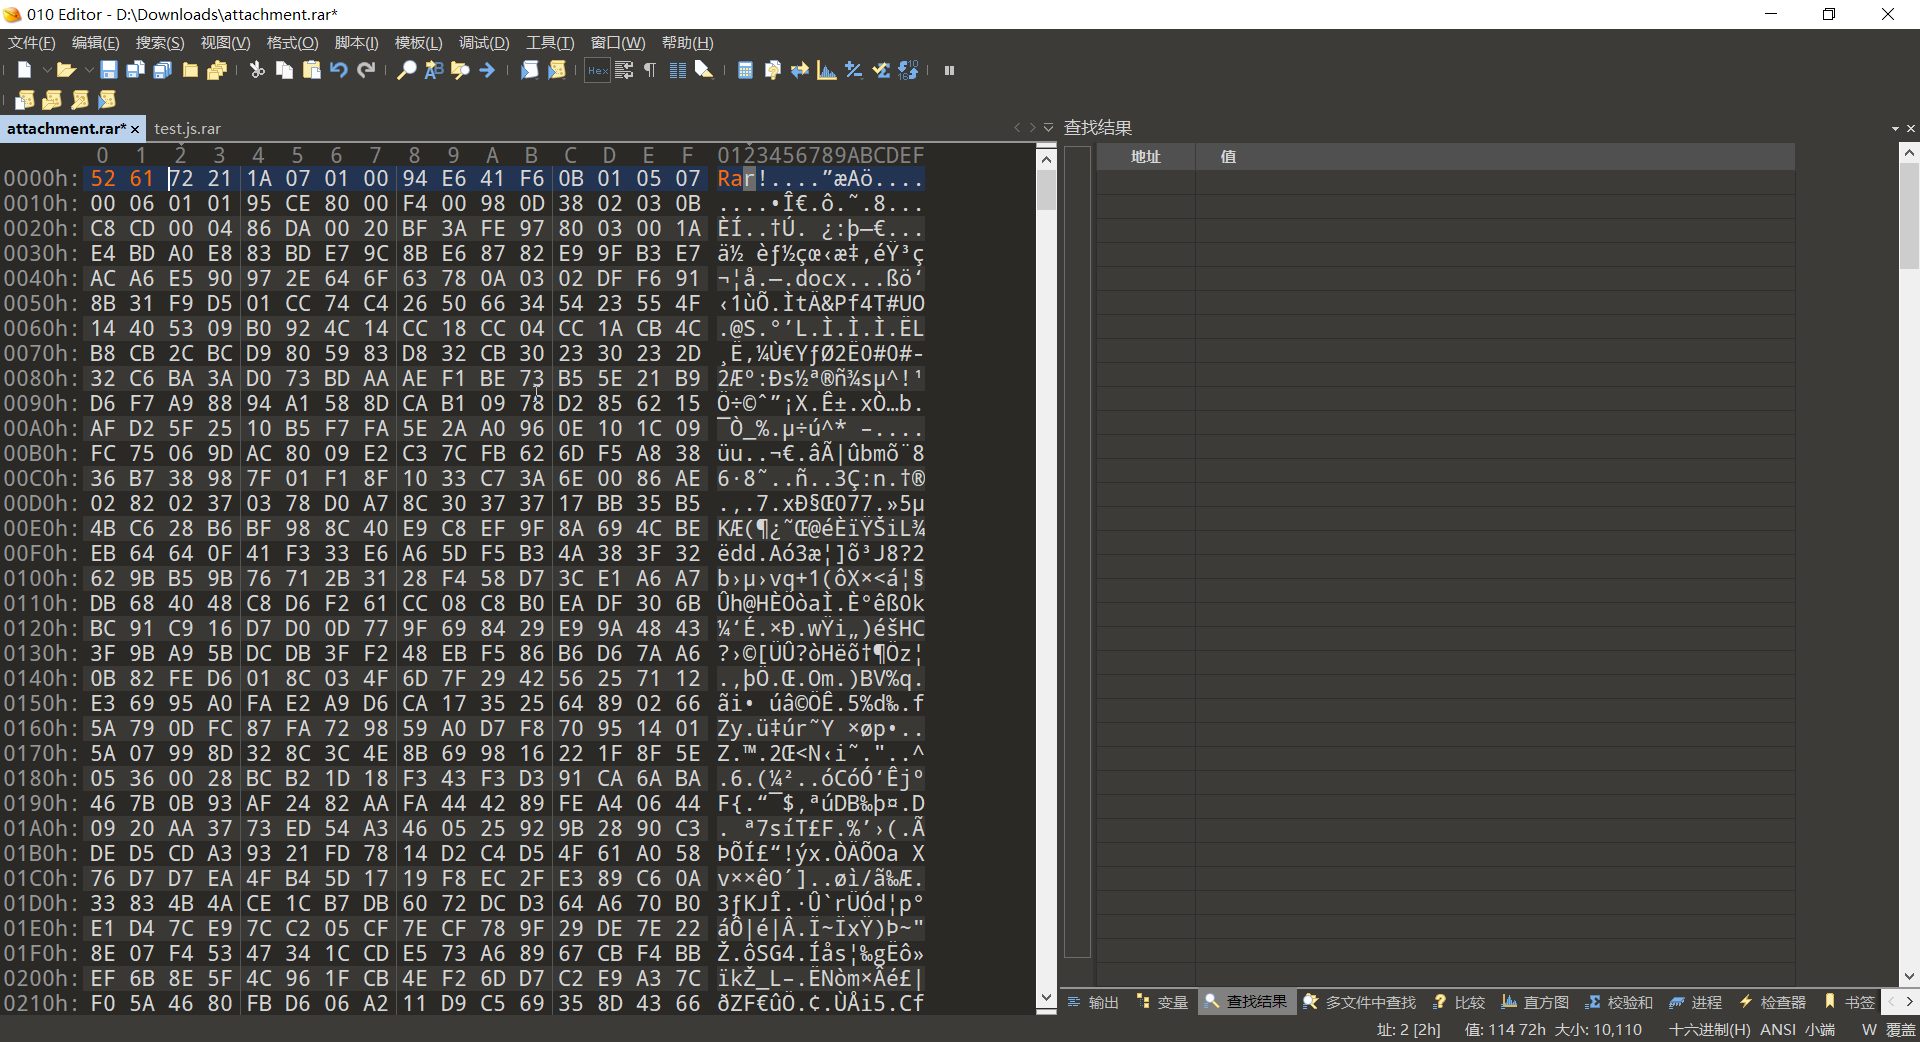 010 Editor - D:\Downloads\attachment.rar*
文件(F) 编辑(E) 搜索(S) 视图(V) 格式(O) 脚本(I) 模板(L) 调试(D) 工具(T) 窗口(W) 帮助(H)
Hex
attachment.rar* test.js.rar
查找结果
0 1 2 3 4 5 6 7 8 9 A B C D E F 0123456789ABCDEF
地址 值
0000h: 52 61 72 21 1A 07 01 00 94 E6 41 F6 0B 01 05 07 Rar!....”æAö....
0010h: 00 06 01 01 95 CE 80 00 F4 00 98 0D 38 02 03 0B ....•Î€.ô.˜.8...
0020h: C8 CD 00 04 86 DA 00 20 BF 3A FE 97 80 03 00 1A ÈÍ..†Ú. ¿:þ—€...
0030h: E4 BD A0 E8 83 BD E7 9C 8B E6 87 82 E9 9F B3 E7 ä½ èƒ½çœ‹æ‡‚éŸ³ç
0040h: AC A6 E5 90 97 2E 64 6F 63 78 0A 03 02 DF F6 91 ¬¦å.—.docx...ßö‘
0050h: 8B 31 F9 D5 01 CC 74 C4 26 50 66 34 54 23 55 4F ‹1ùÕ.ÌtÄ&Pf4T#UO
0060h: 14 40 53 09 B0 92 4C 14 CC 18 CC 04 CC 1A CB 4C .@S.°’L.Ì.Ì.Ì.ËL
0070h: B8 CB 2C BC D9 80 59 83 D8 32 CB 30 23 30 23 2D ¸Ë,¼Ù€YƒØ2Ë0#0#-
0080h: 32 C6 BA 3A D0 73 BD AA AE F1 BE 73 B5 5E 21 B9 2Æº:Ðs½ª®ñ¾sµ^!¹
0090h: D6 F7 A9 88 94 A1 58 8D CA B1 09 78 D2 85 62 15 Ö÷©ˆ”¡X.Ê±.xÒ…b.
00A0h: AF D2 5F 25 10 B5 F7 FA 5E 2A A0 96 0E 10 1C 09 ¯Ò_%.µ÷ú^* –....
00B0h: FC 75 06 9D AC 80 09 E2 C3 7C FB 62 6D F5 A8 38 üu..¬€.âÃ|ûbmõ¨8
00C0h: 36 B7 38 98 7F 01 F1 8F 10 33 C7 3A 6E 00 86 AE 6·8˜..ñ..3Ç:n.†®
00D0h: 02 82 02 37 03 78 D0 A7 8C 30 37 37 17 BB 35 B5 .‚.7.xÐ§Œ077.»5µ
00E0h: 4B C6 28 B6 BF 98 8C 40 E9 C8 EF 9F 8A 69 4C BE KÆ(¶¿˜Œ@éÈïŸŠiL¾
00F0h: EB 64 64 0F 41 F3 33 E6 A6 5D F5 B3 4A 38 3F 32 ëdd.Aó3æ¦]õ³J8?2
0100h: 62 9B B5 9B 76 71 2B 31 28 F4 58 D7 3C E1 A6 A7 b›µ›vq+1(ôX×<á¦§
0110h: DB 68 40 48 C8 D6 F2 61 CC 08 C8 B0 EA DF 30 6B Ûh@HÈÖòaÌ.È°êß0k
0120h: BC 91 C9 16 D7 D0 0D 77 9F 69 84 29 E9 9A 48 43 ¼‘É.×Ð.wŸi„)éšHC
0130h: 3F 9B A9 5B DC DB 3F F2 48 EB F5 86 B6 D6 7A A6 ?›©[ÜÛ?òHëõ†¶Öz¦
0140h: 0B 82 FE D6 01 8C 03 4F 6D 7F 29 42 56 25 71 12 .‚þÖ.Œ.Om.)BV%q.
0150h: E3 69 95 A0 FA E2 A9 D6 CA 17 35 25 64 89 02 66 ãi• úâ©ÖÊ.5%d‰.f
0160h: 5A 79 0D FC 87 FA 72 98 59 A0 D7 F8 70 95 14 01 Zy.ü‡úr˜Y ×øp•..
0170h: 5A 07 99 8D 32 8C 3C 4E 8B 69 98 16 22 1F 8F 5E Z.™.2Œ<N‹i˜."..^
0180h: 05 36 00 28 BC B2 1D 18 F3 43 F3 D3 91 CA 6A BA .6.(¼²..óCóÓ‘Êjº
0190h: 46 7B 0B 93 AF 24 82 AA FA 44 42 89 FE A4 06 44 F{.“¯$‚ªúDB‰þ¤.D
01A0h: 09 20 AA 37 73 ED 54 A3 46 05 25 92 9B 28 90 C3 . ª7síT£F.%’›(.Ã
01B0h: DE D5 CD A3 93 21 FD 78 14 D2 C4 D5 4F 61 A0 58 ÞÕÍ£“!ýx.ÒÄÕOa X
01C0h: 76 D7 D7 EA 4F B4 5D 17 19 F8 EC 2F E3 89 C6 0A v××êO´]..øì/ã‰Æ.
01D0h: 33 83 4B 4A CE 1C B7 DB 60 72 DC D3 64 A6 70 B0 3ƒKJÎ.·Û`rÜÓd¦p°
01E0h: E1 D4 7C E9 7C C2 05 CF 7E CF 78 9F 29 DE 7E 22 áÔ|é|Â.Ï~ÏxŸ)Þ~"
01F0h: 8E 07 F4 53 47 34 1C CD E5 73 A6 89 67 CB F4 BB Ž.ôSG4.Íås¦‰gËô»
0200h: EF 6B 8E 5F 4C 96 1F CB 4E F2 6D D7 C2 E9 A3 7C ïkŽ_L–.ËNòm×Âé£|
0210h: F0 5A 46 80 FB D6 06 A2 11 D9 C5 69 35 8D 43 66 ðZF€ûÖ.¢.ÙÅi5.Cf
输出 变量 查找结果 多文件中查找 比较 直方图 校验和 进程 检查器 书签
址: 2 [2h] 值: 114 72h 大小: 10,110 十六进制(H) ANSI 小端 W 覆盖